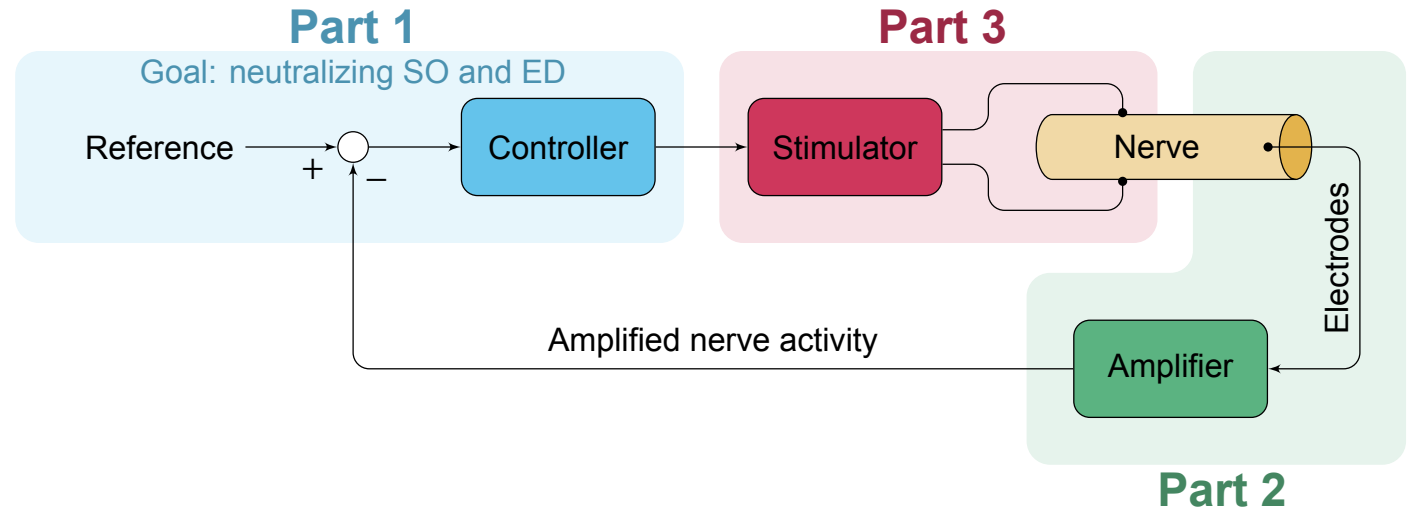 Part 1
Part 3
Goal: neutralizing SO and ED
Reference
+
−
Controller
Stimulator
Nerve
Electrodes
Amplified nerve activity
Amplifier
Part 2